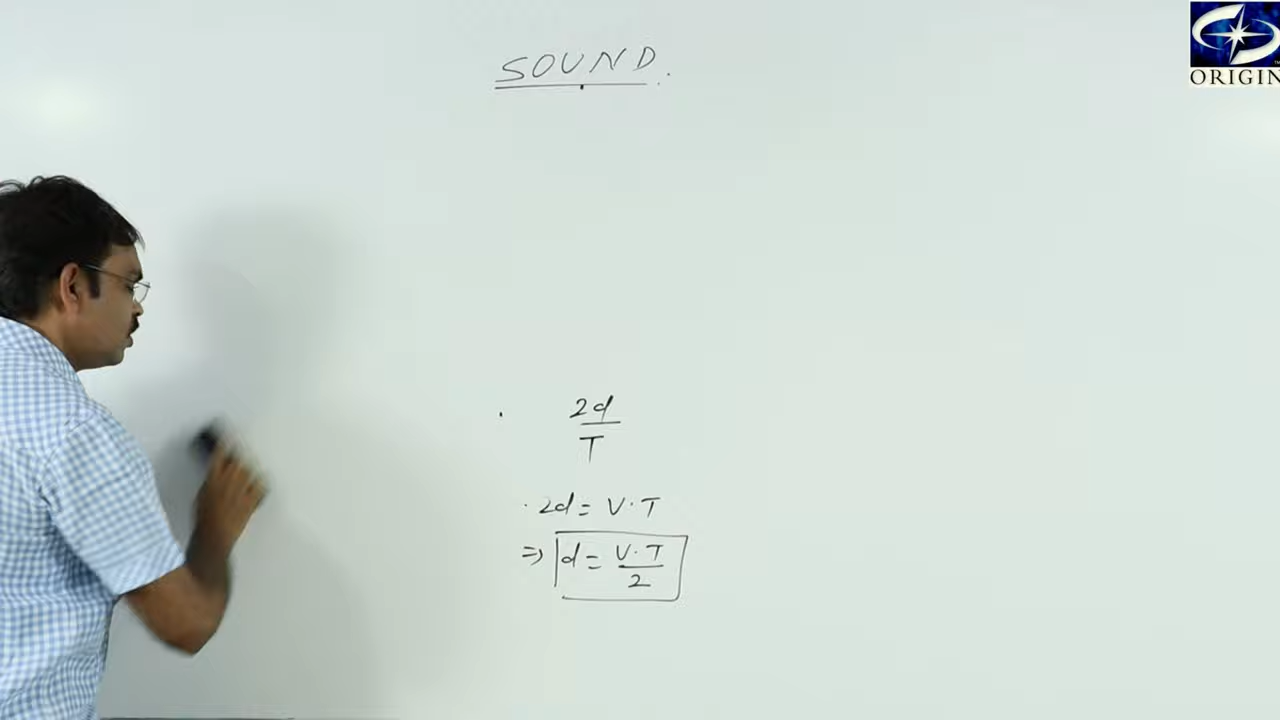 SOUND.
ORIGIN
2d
T
2d = V·T
⇒ d = V·T
2